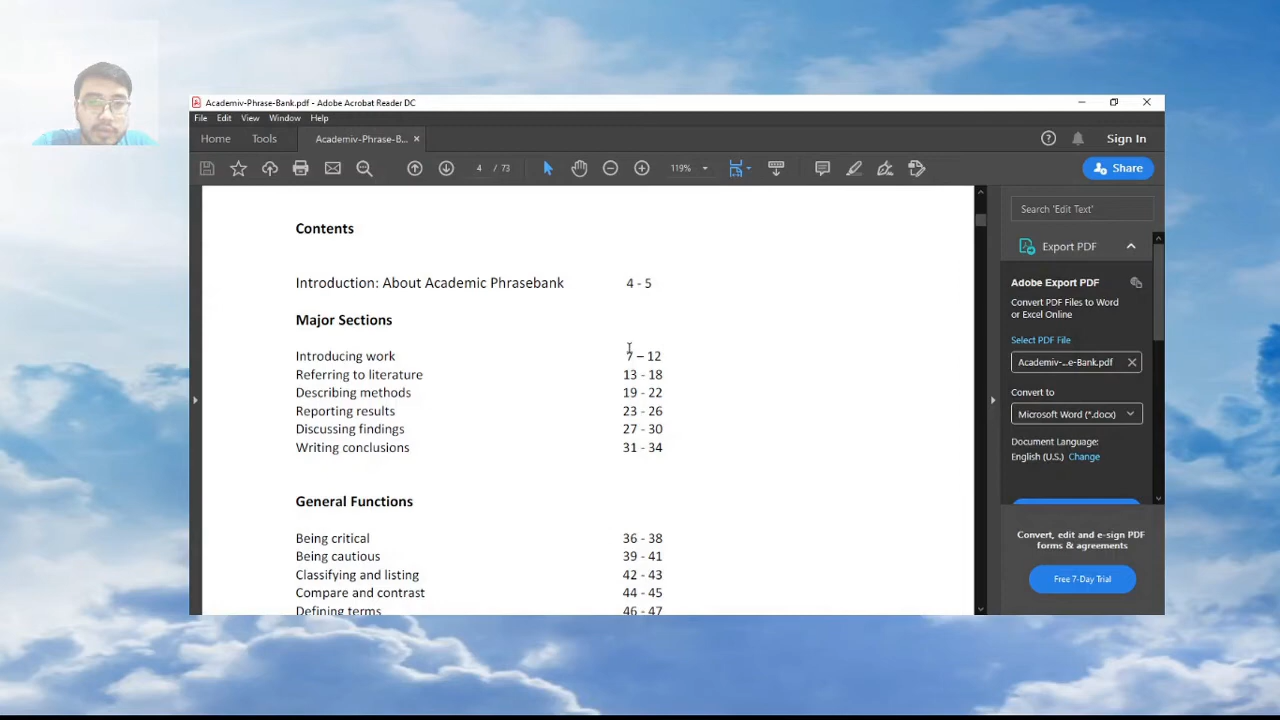 Academiv-Phrase-Bank.pdf - Adobe Acrobat Reader DC
File Edit View Window Help
Home Tools Academiv-Phrase-B... × Sign In
4 / 73 119% Share
Contents
Introduction: About Academic Phrasebank 4 - 5
Major Sections
Introducing work 7 – 12
Referring to literature 13 - 18
Describing methods 19 - 22
Reporting results 23 - 26
Discussing findings 27 - 30
Writing conclusions 31 - 34
General Functions
Being critical 36 - 38
Being cautious 39 - 41
Classifying and listing 42 - 43
Compare and contrast 44 - 45
Defining terms 46 - 47
Search 'Edit Text'
Export PDF
Adobe Export PDF
Convert PDF Files to Word
or Excel Online
Select PDF File
Academiv-...e-Bank.pdf
Convert to
Microsoft Word (*.docx)
Document Language:
English (U.S.) Change
Convert, edit and e-sign PDF
forms & agreements
Free 7-Day Trial